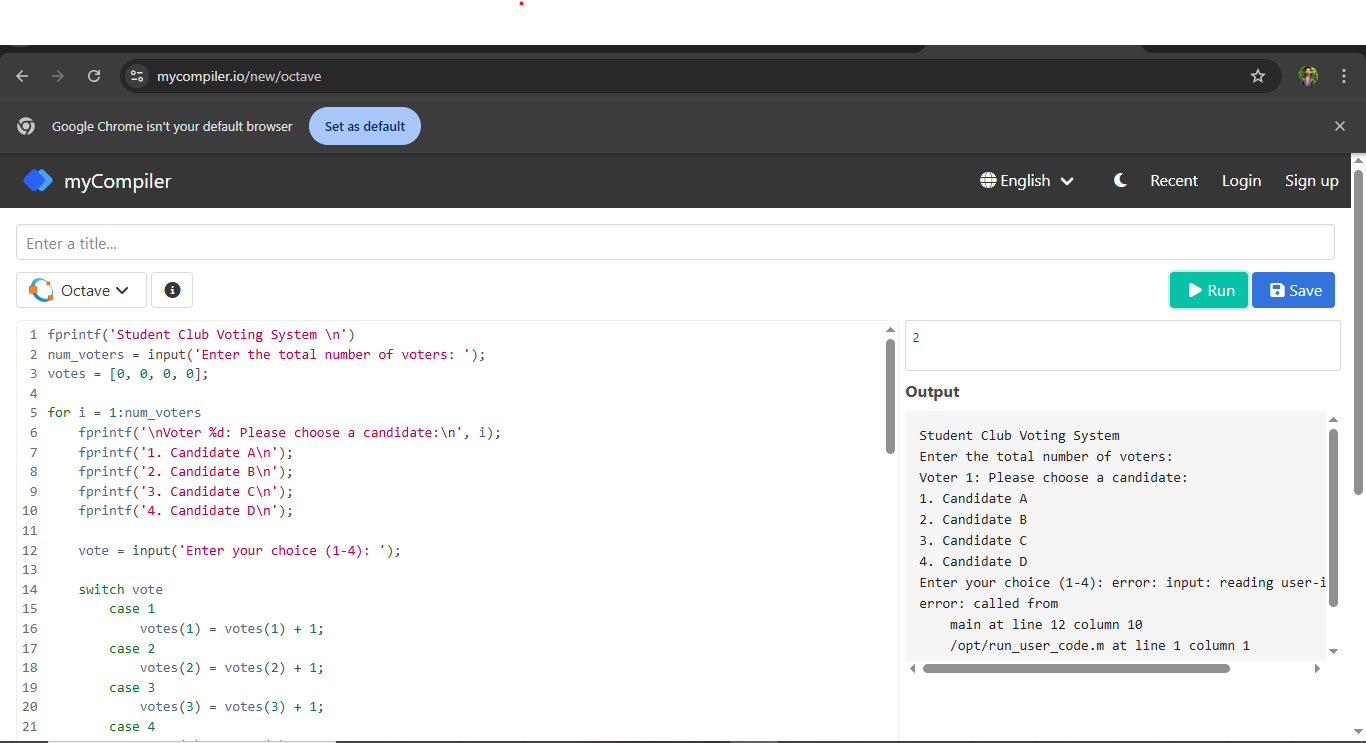 mycompiler.io/new/octave
Google Chrome isn't your default browser
Set as default
myCompiler
English
Recent
Login
Sign up
Enter a title...
Octave
Run
Save
1 fprintf('Student Club Voting System \n')
2 num_voters = input('Enter the total number of voters: ');
3 votes = [0, 0, 0, 0];
4
5 for i = 1:num_voters
6     fprintf('\nVoter %d: Please choose a candidate:\n', i);
7     fprintf('1. Candidate A\n');
8     fprintf('2. Candidate B\n');
9     fprintf('3. Candidate C\n');
10     fprintf('4. Candidate D\n');
11
12     vote = input('Enter your choice (1-4): ');
13
14     switch vote
15         case 1
16             votes(1) = votes(1) + 1;
17         case 2
18             votes(2) = votes(2) + 1;
19         case 3
20             votes(3) = votes(3) + 1;
21         case 4
2
Output
Student Club Voting System
Enter the total number of voters:
Voter 1: Please choose a candidate:
1. Candidate A
2. Candidate B
3. Candidate C
4. Candidate D
Enter your choice (1-4): error: input: reading user-i
error: called from
    main at line 12 column 10
    /opt/run_user_code.m at line 1 column 1